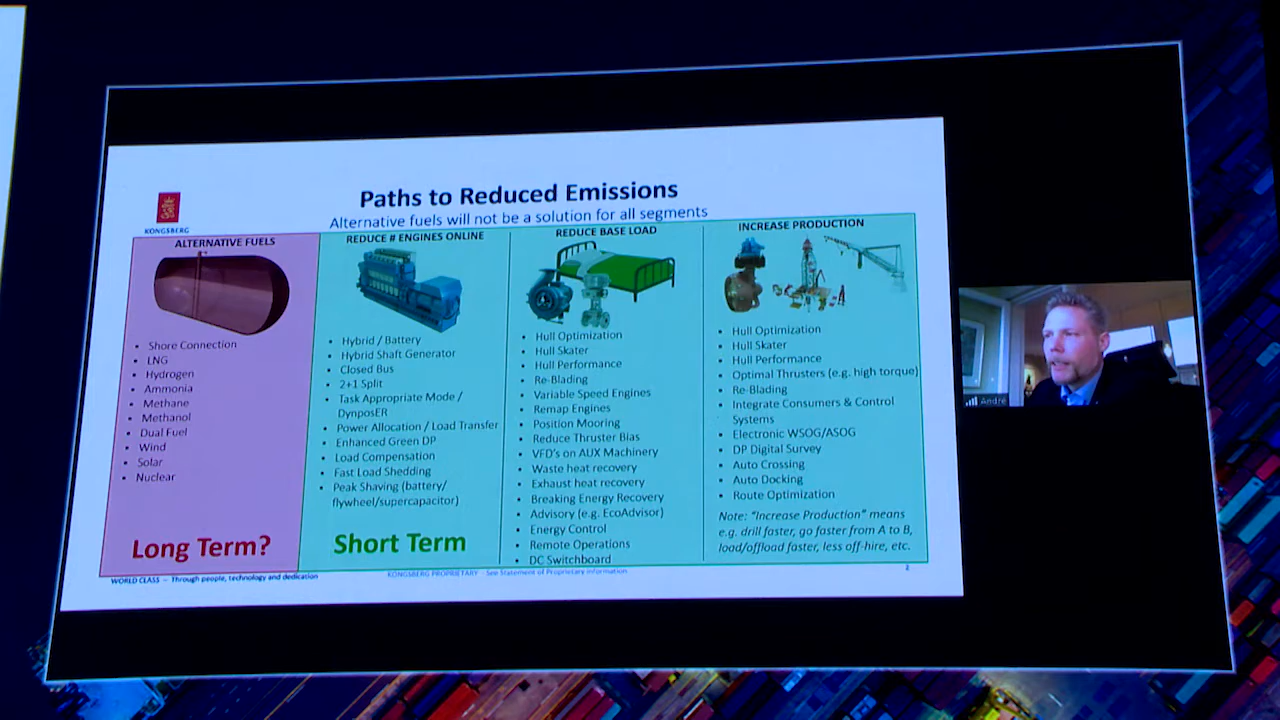 Paths to Reduced Emissions
Alternative fuels will not be a solution for all segments
KONGSBERG
ALTERNATIVE FUELS
• Shore Connection
• LNG
• Hydrogen
• Ammonia
• Methane
• Methanol
• Dual Fuel
• Wind
• Solar
• Nuclear
Long Term?
REDUCE # ENGINES ONLINE
• Hybrid / Battery
• Hybrid Shaft Generator
• Closed Bus
• 2+1 Split
• Task Appropriate Mode /
DynposER
• Power Allocation / Load Transfer
• Enhanced Green DP
• Load Compensation
• Fast Load Shedding
• Peak Shaving (battery/
flywheel/supercapacitor)
Short Term
REDUCE BASE LOAD
• Hull Optimization
• Hull Skater
• Hull Performance
• Re-Blading
• Variable Speed Engines
• Remap Engines
• Position Mooring
• Reduce Thruster Bias
• VFD's on AUX Machinery
• Waste heat recovery
• Exhaust heat recovery
• Breaking Energy Recovery
• Advisory (e.g. EcoAdvisor)
• Energy Control
• Remote Operations
• DC Switchboard
INCREASE PRODUCTION
• Hull Optimization
• Hull Skater
• Hull Performance
• Optimal Thrusters (e.g. high torque)
• Re-Blading
• Integrate Consumers & Control
Systems
• Electronic WSOG/ASOG
• DP Digital Survey
• Auto Crossing
• Auto Docking
• Route Optimization
Note: "Increase Production" means
e.g. drill faster, go faster from A to B,
load/offload faster, less off-hire, etc.
WORLD CLASS – Through people, technology and dedication
KONGSBERG PROPRIETARY - See Statement of Proprietary information
2
André